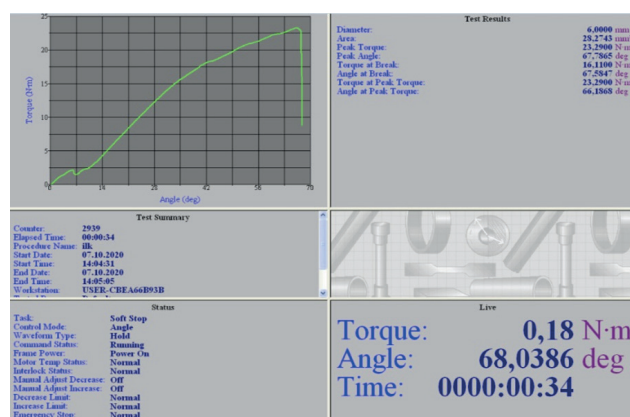 Torque (N•m)
25
20
15
10
5
0
14
28
42
56
70
Angle (deg)
Test Results
Diameter: 6,0000 mm
Area: 28,2743 mm
Peak Torque: 23,2900 N·m
Peak Angle: 67,7865 deg
Torque at Break: 16,1100 N·m
Angle at Break: 67,5847 deg
Torque at Peak Torque: 23,2900 N·m
Angle at Peak Torque: 66,1868 deg
Test Summary
Counter: 2939
Elapsed Time: 00:00:34
Procedure Name: ilk
Start Date: 07.10.2020
Start Time: 14:04:31
End Date: 07.10.2020
End Time: 14:05:05
Workstation: USER-CBEA66B93B
Status
Task: Soft Stop
Control Mode: Angle
Waveform Type: Hold
Command Status: Running
Frame Power: Power On
Motor Temp Status: Normal
Interlock Status: Normal
Manual Adjust Decrease: Off
Manual Adjust Increase: Off
Decrease Limit: Normal
Increase Limit: Normal
Emergency Stop: Normal
Live
Torque: 0,18 N·m
Angle: 68,0386 deg
Time: 0000:00:34